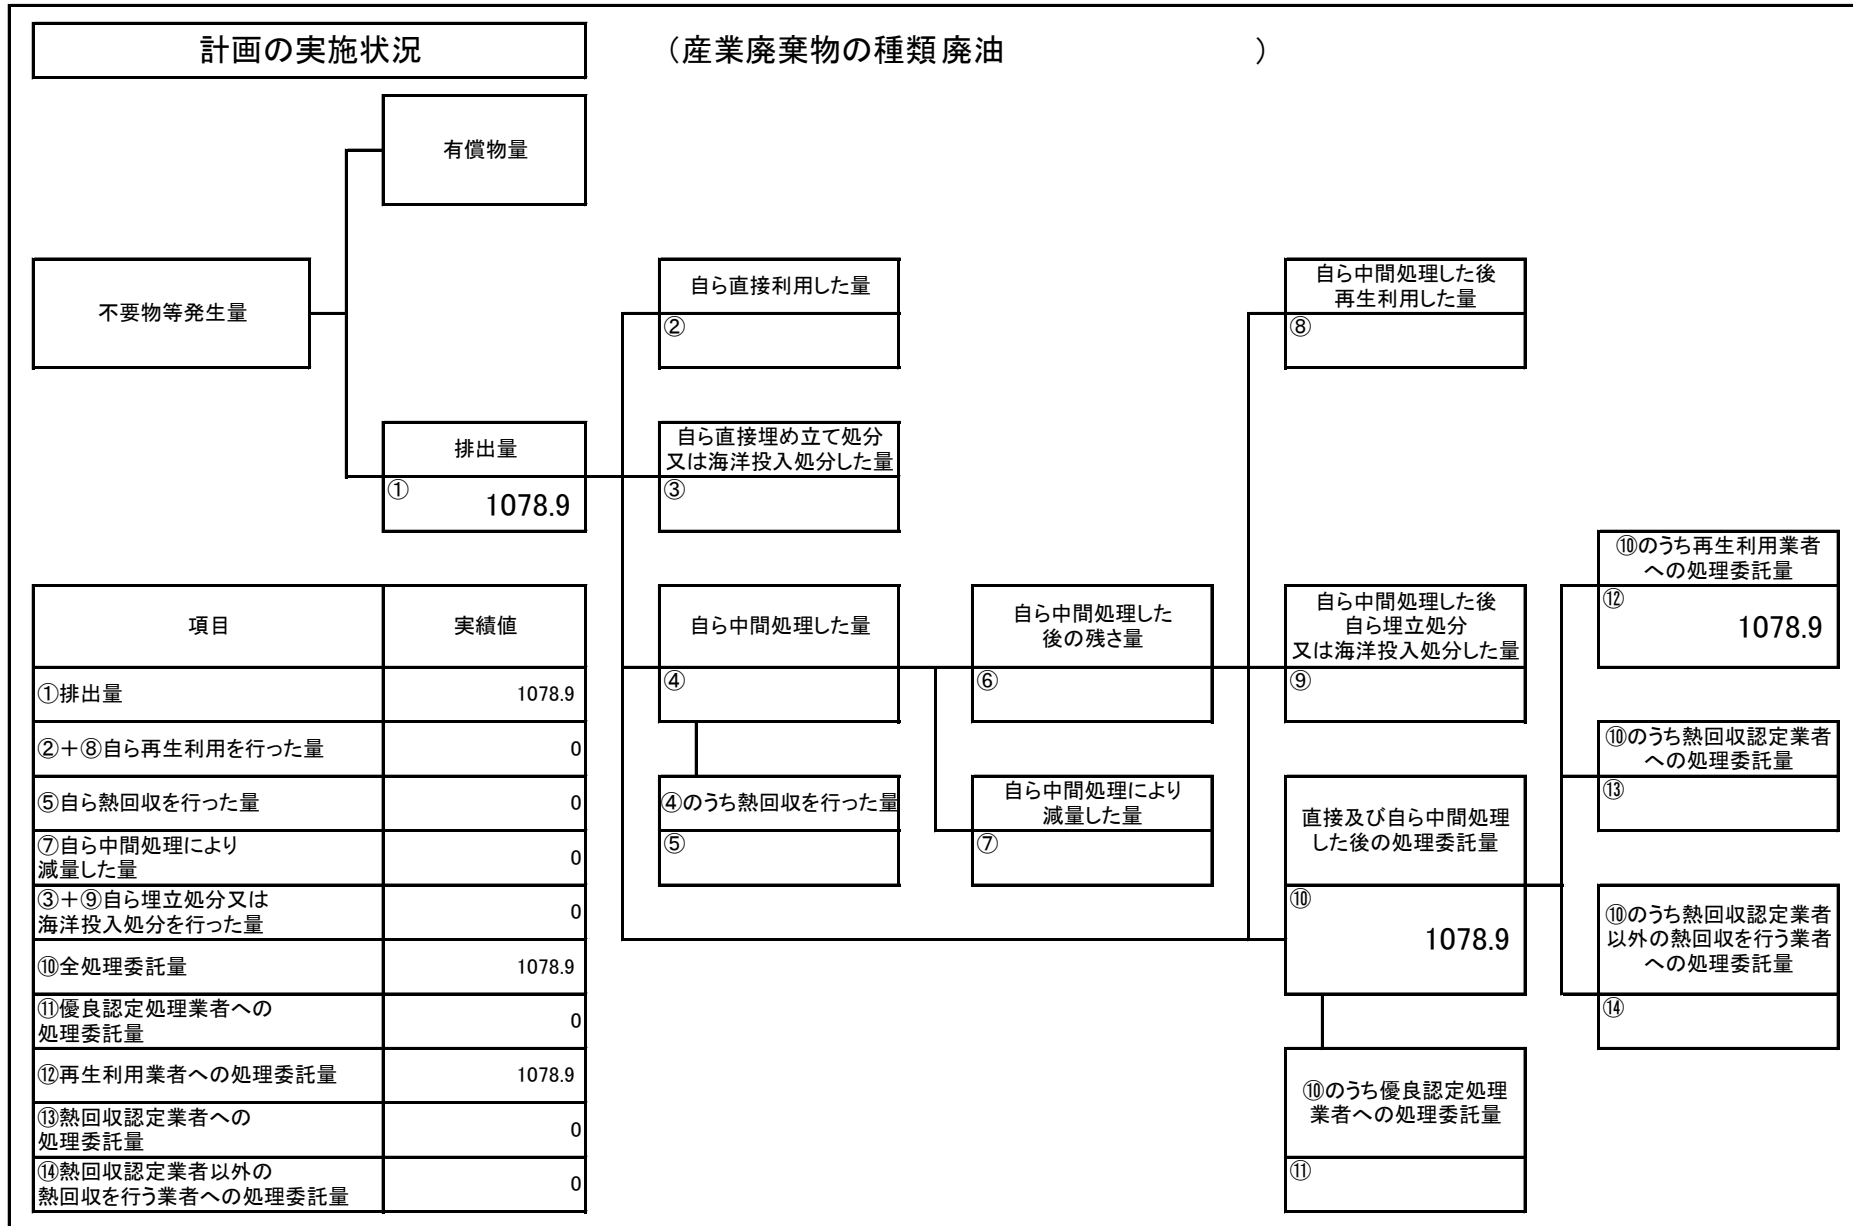 計画の実施状況
（産業廃棄物の種類 廃油　　　　）
有償物量
不要物等発生量
自ら直接利用した量
②
自ら中間処理した後
再生利用した量
⑧
排出量
① 1078.9
自ら直接埋め立て処分
又は海洋投入処分した量
③
⑩のうち再生利用業者
への処理委託量
⑫
1078.9
自ら中間処理した量
④
自ら中間処理した
後の残さ量
⑥
自ら中間処理した後
自ら埋立処分
又は海洋投入処分した量
⑨
⑩のうち熱回収認定業者
への処理委託量
⑬
④のうち熱回収を行った量
⑤
自ら中間処理により
減量した量
⑦
直接及び自ら中間処理
した後の処理委託量
⑩
1078.9
⑩のうち熱回収認定業者
以外の熱回収を行う業者
への処理委託量
⑭
⑩のうち優良認定処理
業者への処理委託量
⑪
項目 実績値
①排出量 1078.9
②＋⑧自ら再生利用を行った量 0
⑤自ら熱回収を行った量 0
⑦自ら中間処理により
減量した量 0
③＋⑨自ら埋立処分又は
海洋投入処分を行った量 0
⑩全処理委託量 1078.9
⑪優良認定処理業者への
処理委託量 0
⑫再生利用業者への処理委託量 1078.9
⑬熱回収認定業者への
処理委託量 0
⑭熱回収認定業者以外の
熱回収を行う業者への処理委託量 0